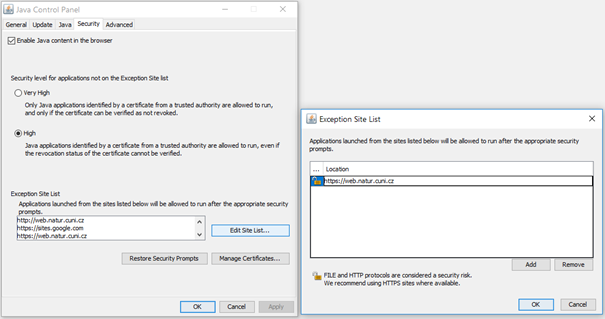 Java Control Panel
General Update Java Security Advanced
Enable Java content in the browser
Security level for applications not on the Exception Site list
Very High
Only Java applications identified by a certificate from a trusted authority are allowed to run,
and only if the certificate can be verified as not revoked.
High
Java applications identified by a certificate from a trusted authority are allowed to run, even if
the revocation status of the certificate cannot be verified.
Exception Site List
Applications launched from the sites listed below will be allowed to run after the appropriate security
prompts.
http://web.natur.cuni.cz
https://sites.google.com
https://web.natur.cuni.cz
Edit Site List...
Restore Security Prompts Manage Certificates...
OK Cancel Apply
Exception Site List
Applications launched from the sites listed below will be allowed to run after the appropriate security
prompts.
... Location
https://web.natur.cuni.cz
Add Remove
FILE and HTTP protocols are considered a security risk.
We recommend using HTTPS sites where available.
OK Cancel